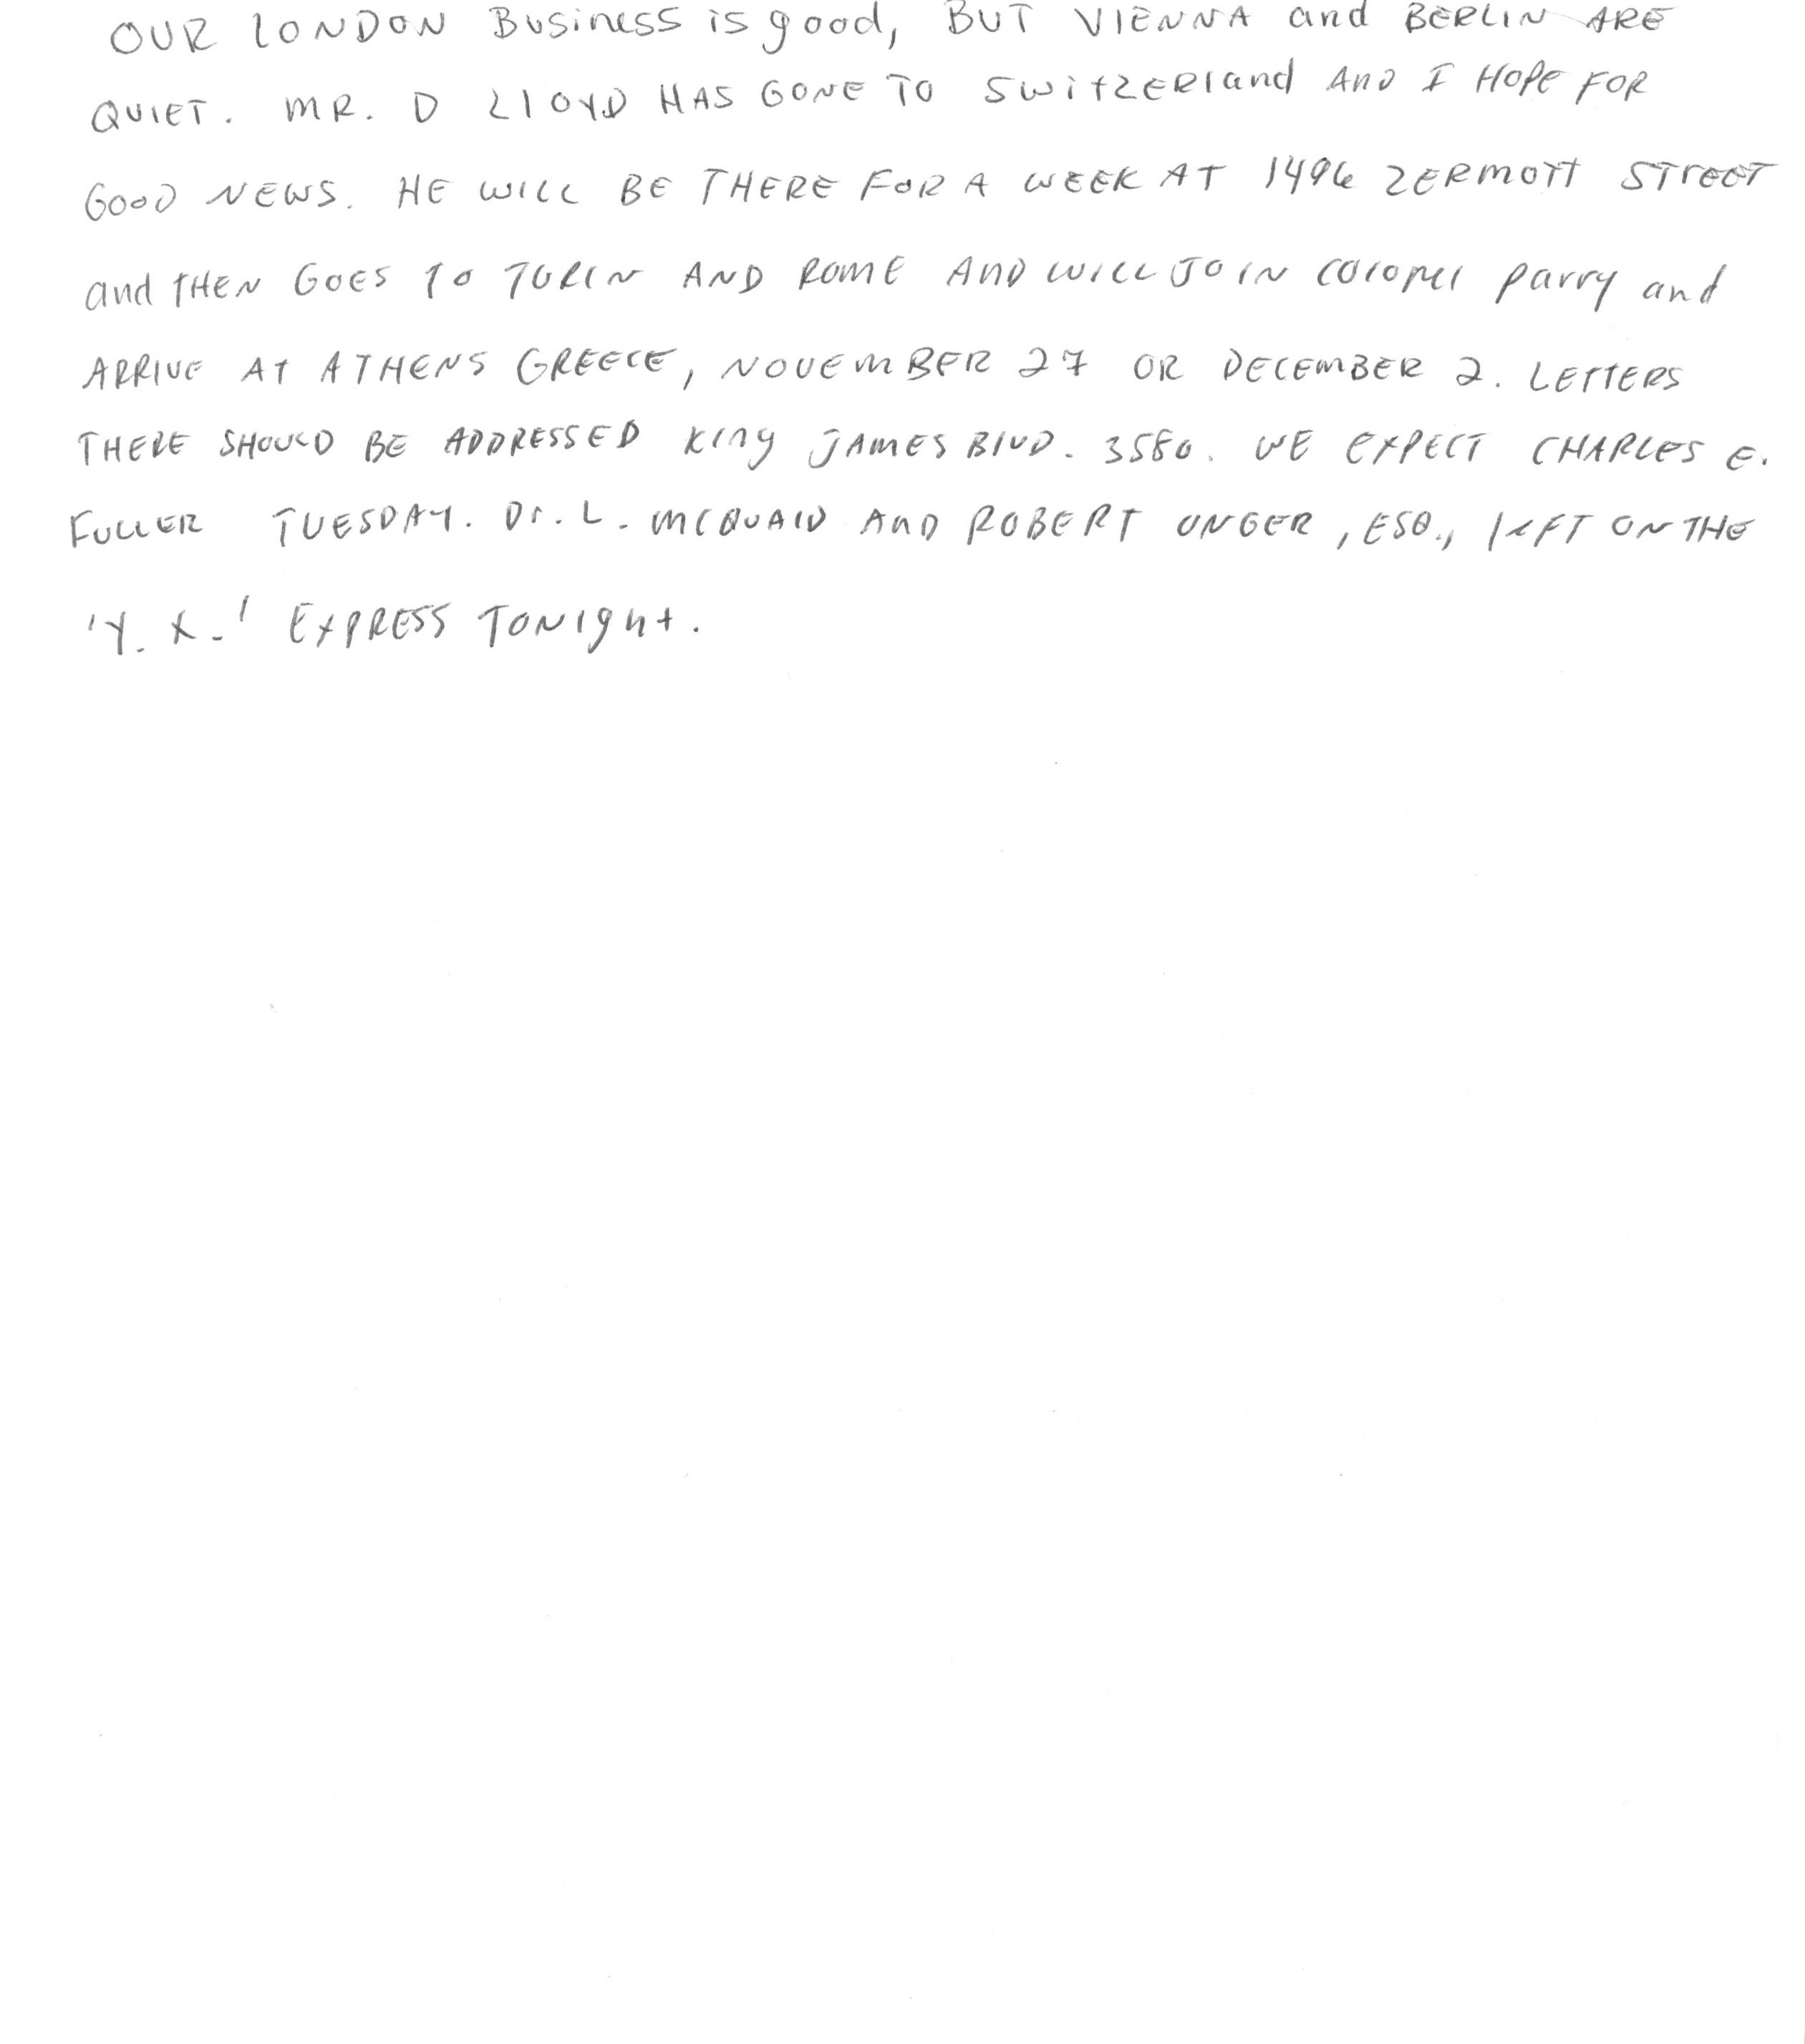 OUR LONDON Business is good, BUT VIENNA and BERLIN ARE
QUIET. MR. D LLOYD HAS GONE TO SWitZERland AND I HOPE FOR
GOOD NEWS. HE WILL BE THERE FOR A WEEK AT 1496 ZERMOTT STREET
and THEN GOES TO TURIN AND ROME AND WILL JOIN COLONEL Parry and
ARRIVE AT ATHENS GREECE, NOVEMBER 27 OR DECEMBER 2. LETTERS
THERE SHOULD BE ADDRESSED King JAMES BLVD. 3580. WE EXPECT CHARLES E.
FULLER TUESDAY. Dr. L. MCQUAID AND ROBERT UNGER, ESQ., LEFT ON THE
'Y. X.' EXPRESS TONIght.